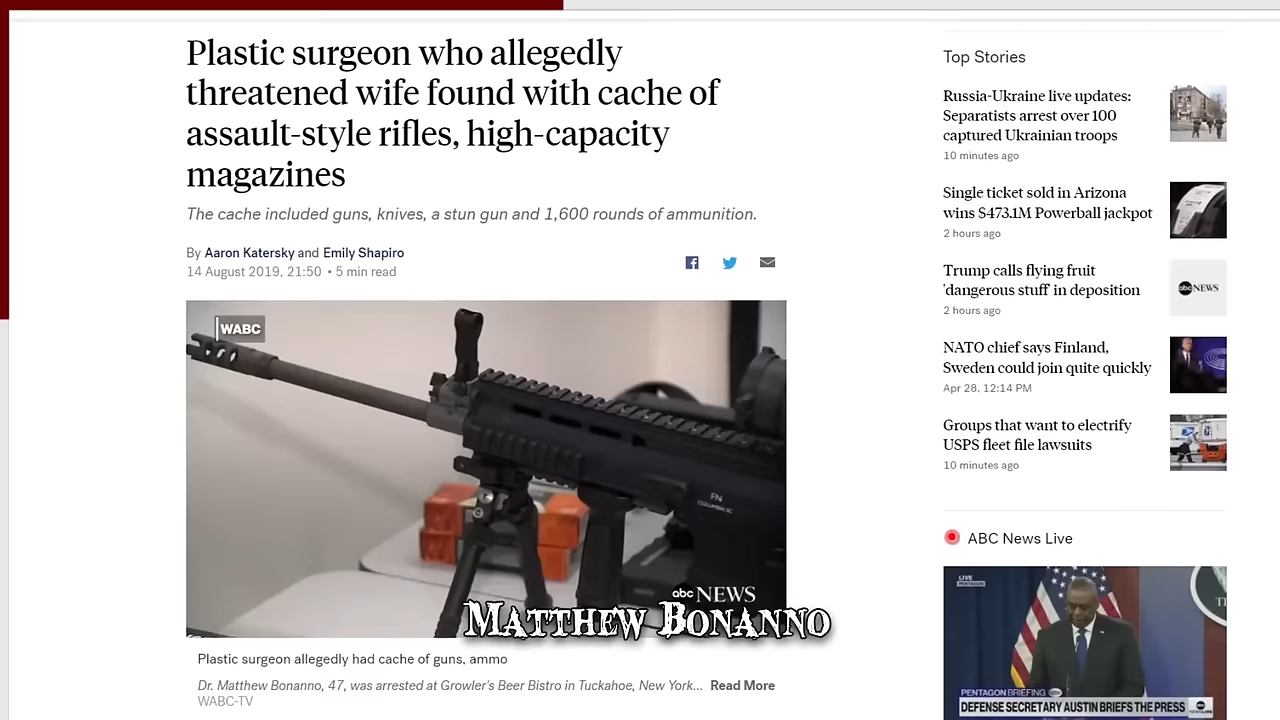 Plastic surgeon who allegedly
threatened wife found with cache of
assault-style rifles, high-capacity
magazines
The cache included guns, knives, a stun gun and 1,600 rounds of ammunition.
By Aaron Katersky and Emily Shapiro
14 August 2019, 21:50 • 5 min read
WABC
FN
COLUMBIA, SC
abc NEWS
Matthew Bonanno
Plastic surgeon allegedly had cache of guns, ammo
Dr. Matthew Bonanno, 47, was arrested at Growler's Beer Bistro in Tuckahoe, New York... Read More
WABC-TV
Top Stories
Russia-Ukraine live updates:
Separatists arrest over 100
captured Ukrainian troops
10 minutes ago
Single ticket sold in Arizona
wins $473.1M Powerball jackpot
2 hours ago
Trump calls flying fruit
'dangerous stuff' in deposition
2 hours ago
abc NEWS
NATO chief says Finland,
Sweden could join quite quickly
Apr 28, 12:14 PM
Groups that want to electrify
USPS fleet file lawsuits
10 minutes ago
ABC News Live
LIVE
PENTAGON
PENTAGON BRIEFING
DEFENSE SECRETARY AUSTIN BRIEFS THE PRESS